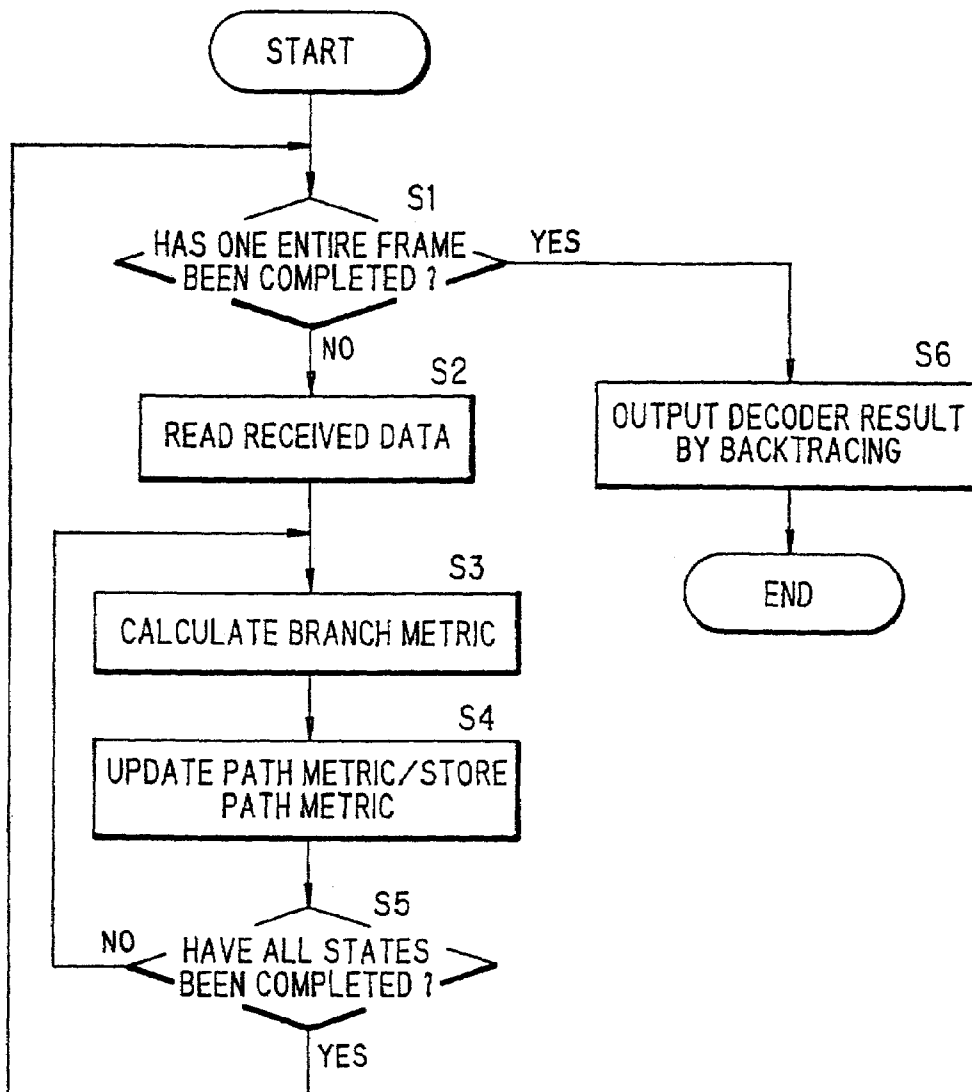 START
S1
HAS ONE ENTIRE FRAME
BEEN COMPLETED ?
YES
NO
S2
READ RECEIVED DATA
S6
OUTPUT DECODER RESULT
BY BACKTRACING
END
S3
CALCULATE BRANCH METRIC
S4
UPDATE PATH METRIC/STORE
PATH METRIC
S5
NO
HAVE ALL STATES
BEEN COMPLETED ?
YES